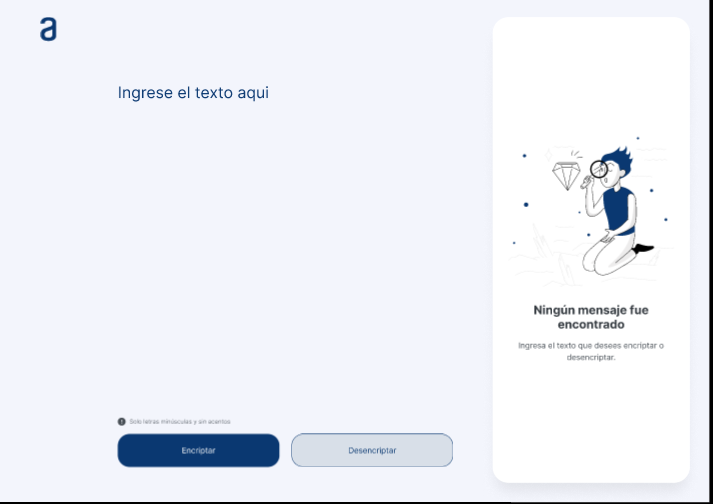 a
Ingrese el texto aqui
Solo letras minúsculas y sin acentos
Encriptar
Desencriptar
Ningún mensaje fue
encontrado
Ingresa el texto que desees encriptar o
desencriptar.